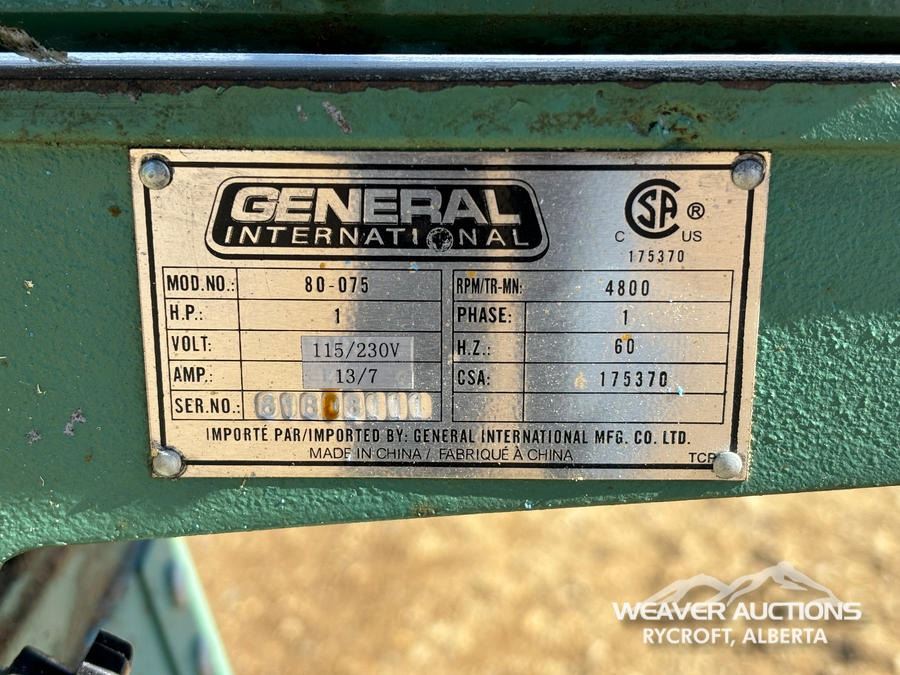 GENERAL
INTERNATIONAL
CSA ®
C US
175370
MOD.NO.: 80-075
H.P.: 1
VOLT: 115/230V
AMP.: 13/7
SER.NO.:
RPM/TR-MN: 4800
PHASE: 1
H.Z.: 60
CSA: 175370
IMPORTÉ PAR/IMPORTED BY: GENERAL INTERNATIONAL MFG. CO. LTD.
MADE IN CHINA / FABRIQUÉ À CHINA
WEAVER AUCTIONS
RYCROFT, ALBERTA